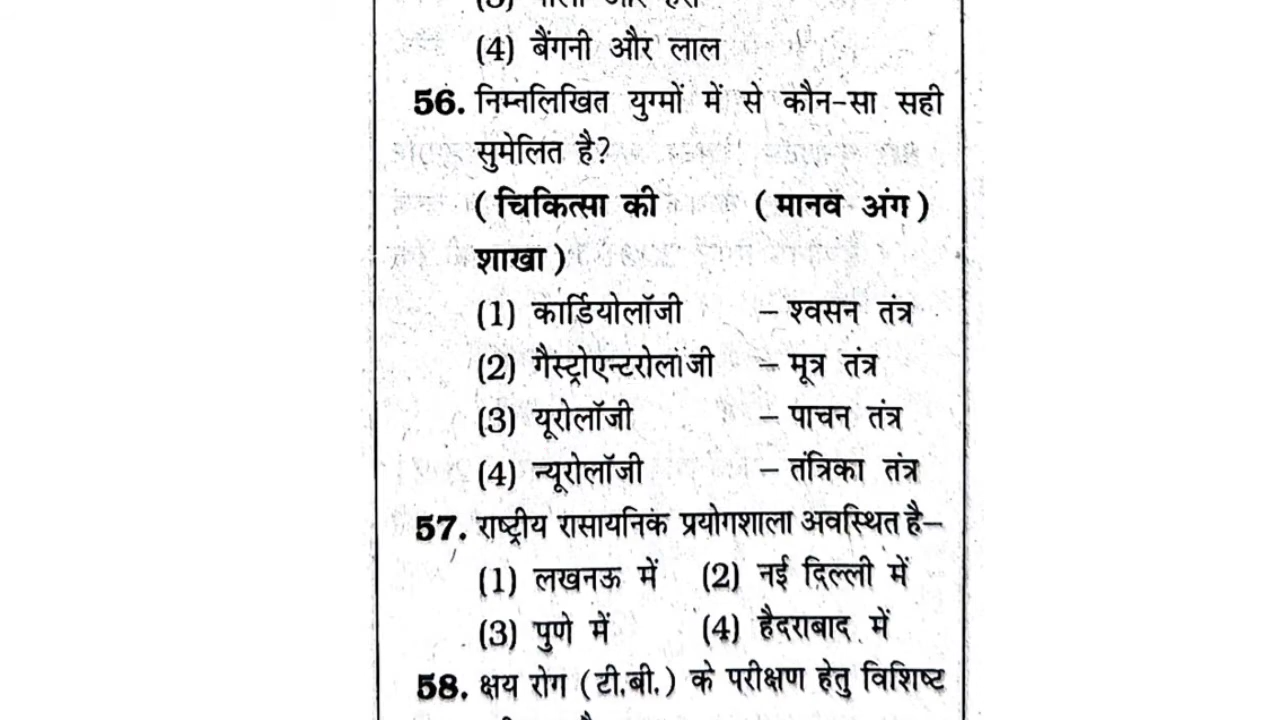 (4) बैंगनी और लाल
56. निम्नलिखित युग्मों में से कौन-सा सही
सुमेलित है?
(चिकित्सा की (मानव अंग)
शाखा)
(1) कार्डियोलॉजी – श्वसन तंत्र
(2) गैस्ट्रोएन्टरोलॉजी – मूत्र तंत्र
(3) यूरोलॉजी – पाचन तंत्र
(4) न्यूरोलॉजी – तंत्रिका तंत्र
57. राष्ट्रीय रासायनिक प्रयोगशाला अवस्थित है–
(1) लखनऊ में (2) नई दिल्ली में
(3) पुणे में (4) हैदराबाद में
58. क्षय रोग (टी.बी.) के परीक्षण हेतु विशिष्ट